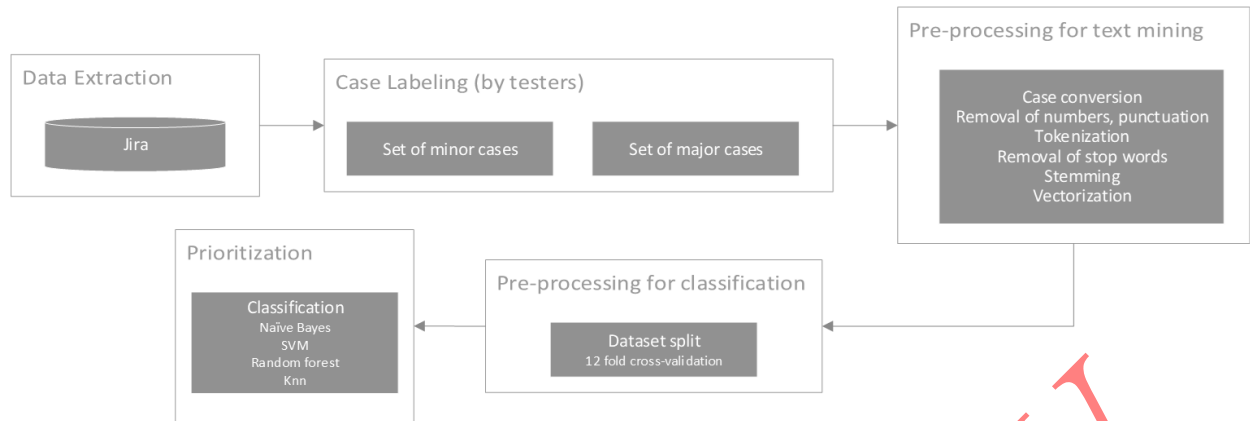 Data Extraction
Jira
Case Labeling (by testers)
Set of minor cases
Set of major cases
Pre-processing for text mining
Case conversion
Removal of numbers, punctuation
Tokenization
Removal of stop words
Stemming
Vectorization
Pre-processing for classification
Dataset split
12 fold cross-validation
Prioritization
Classification
Naïve Bayes
SVM
Random forest
Knn